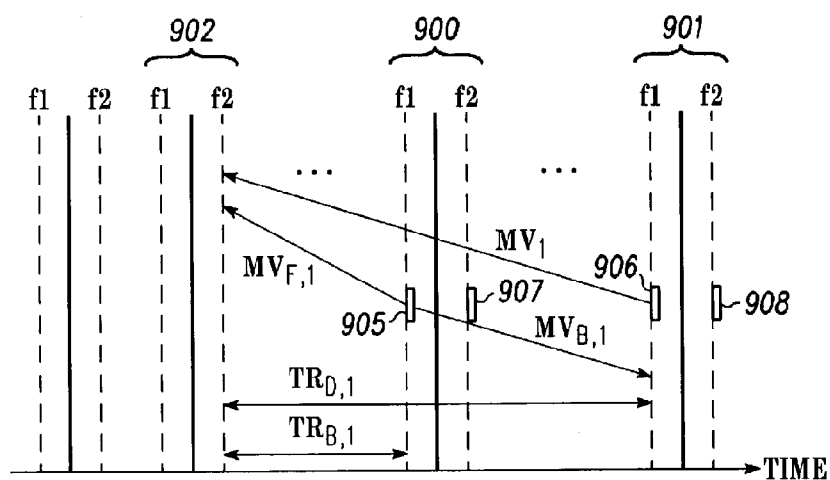 902 900 901
f1 f2 f1 f2 f1 f2 f1 f2
... ...
MV1
MVF,1
906
907
905
908
MVB,1
TRD,1
TRB,1
TIME